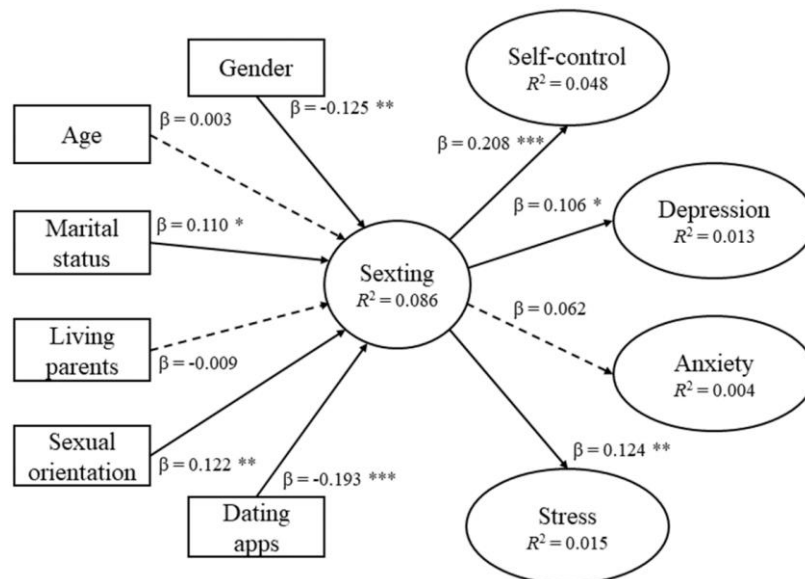 Gender
β = -0.125 **
Self-control
R² = 0.048
Age
β = 0.003
β = 0.208 ***
Marital
status
β = 0.110 *
β = 0.106 *
Depression
R² = 0.013
Sexting
R² = 0.086
Living
parents
β = -0.009
β = 0.062
Anxiety
R² = 0.004
Sexual
orientation
β = 0.122 **
β = -0.193 ***
β = 0.124 **
Dating
apps
Stress
R² = 0.015